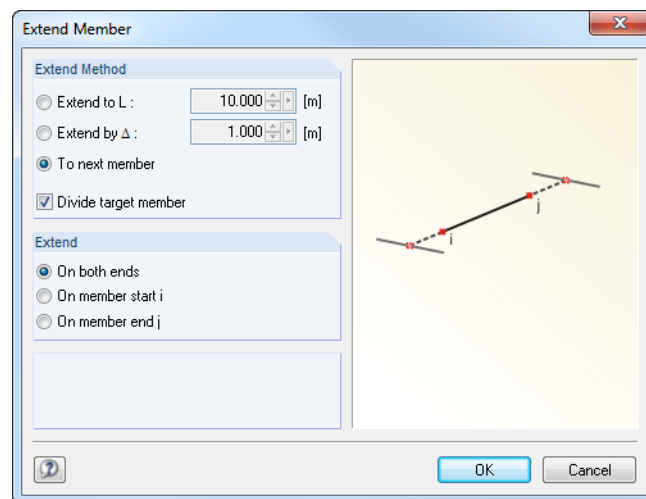 Extend Member
Extend Method
Extend to L : 10.000 [m]
Extend by Δ : 1.000 [m]
To next member
Divide target member
Extend
On both ends
On member start i
On member end j
i
j
OK
Cancel